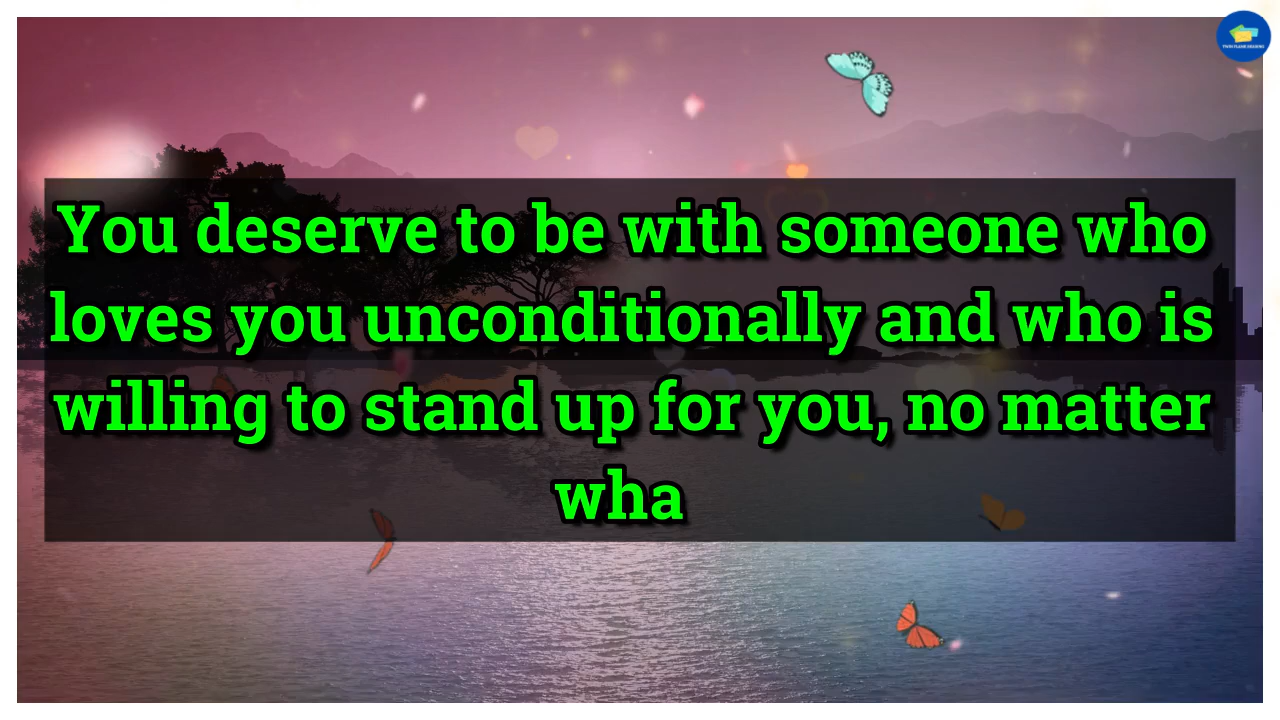 You deserve to be with someone who
loves you unconditionally and who is
willing to stand up for you, no matter
wha